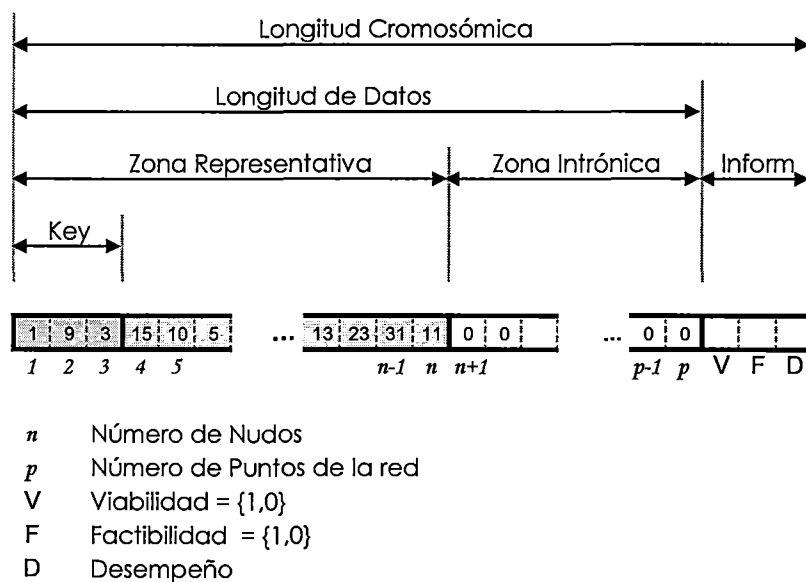 Longitud Cromosómica
Longitud de Datos
Zona Representativa Zona Intrónica Inform
Key
1 9 3 15 10 5 ... 13 23 31 11 0 0 ... 0 0
1 2 3 4 5 n-1 n n+1 p-1 p V F D
n Número de Nudos
p Número de Puntos de la red
V Viabilidad = {1,0}
F Factibilidad = {1,0}
D Desempeño